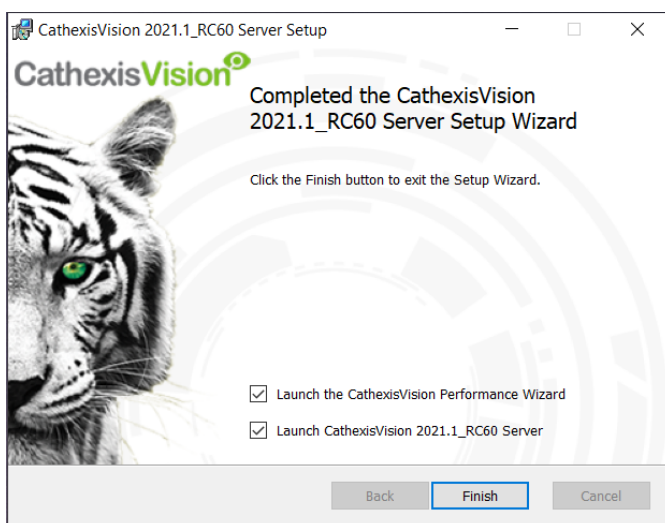 CathexisVision 2021.1_RC60 Server Setup
CathexisVision
Completed the CathexisVision
2021.1_RC60 Server Setup Wizard
Click the Finish button to exit the Setup Wizard.
Launch the CathexisVision Performance Wizard
Launch CathexisVision 2021.1_RC60 Server
Back
Finish
Cancel